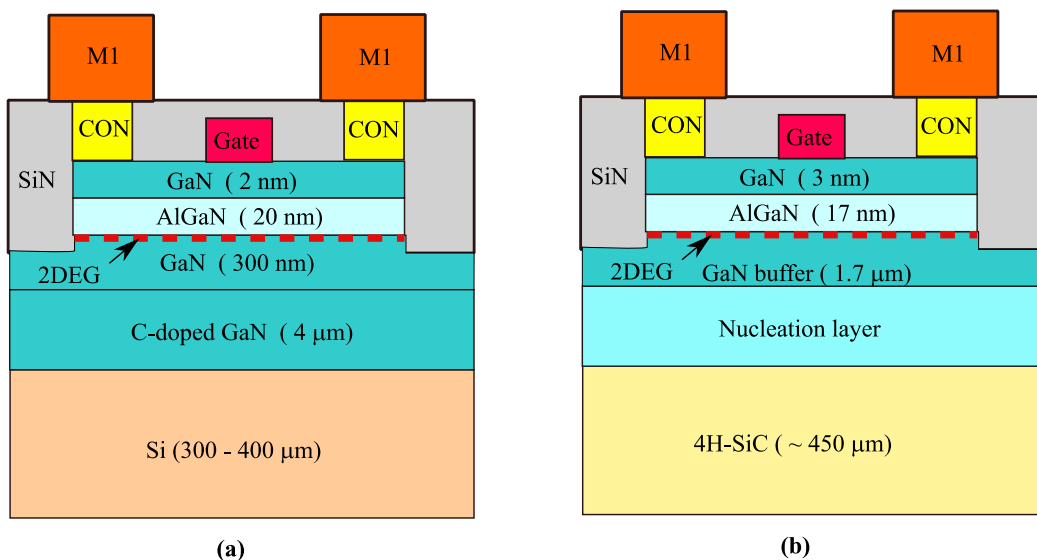 M1
M1
CON
CON
Gate
SiN
GaN ( 2 nm)
AlGaN ( 20 nm)
2DEG
GaN ( 300 nm)
C-doped GaN ( 4 μm)
Si (300 - 400 μm)
(a)
M1
M1
CON
CON
Gate
SiN
GaN ( 3 nm)
AlGaN ( 17 nm)
2DEG
GaN buffer ( 1.7 μm)
Nucleation layer
4H-SiC ( ~ 450 μm)
(b)